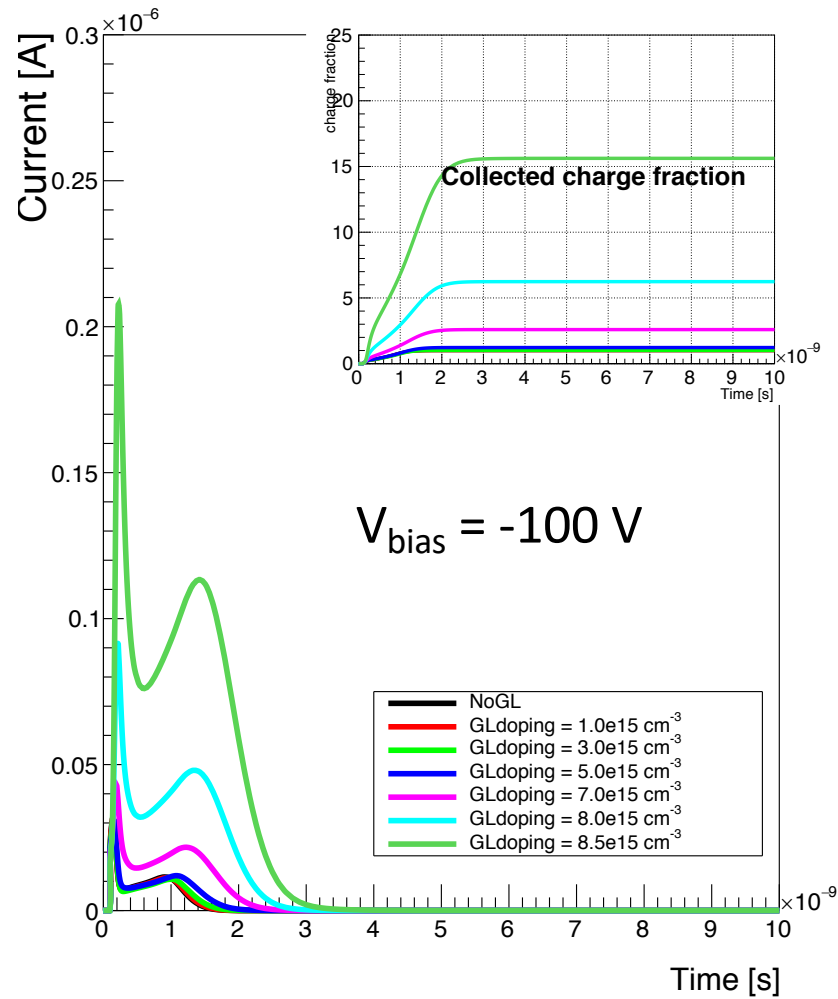 ×10⁻⁶
Current [A]
0.3
0.25
0.2
0.15
0.1
0.05
0
0 1 2 3 4 5 6 7 8 9 10
×10⁻⁹
Time [s]
charge fraction
25
20
15
10
5
0
Collected charge fraction
0 1 2 3 4 5 6 7 8 9 10
×10⁻⁹
Time [s]
V_bias = -100 V
NoGL
GLdoping = 1.0e15 cm⁻³
GLdoping = 3.0e15 cm⁻³
GLdoping = 5.0e15 cm⁻³
GLdoping = 7.0e15 cm⁻³
GLdoping = 8.0e15 cm⁻³
GLdoping = 8.5e15 cm⁻³